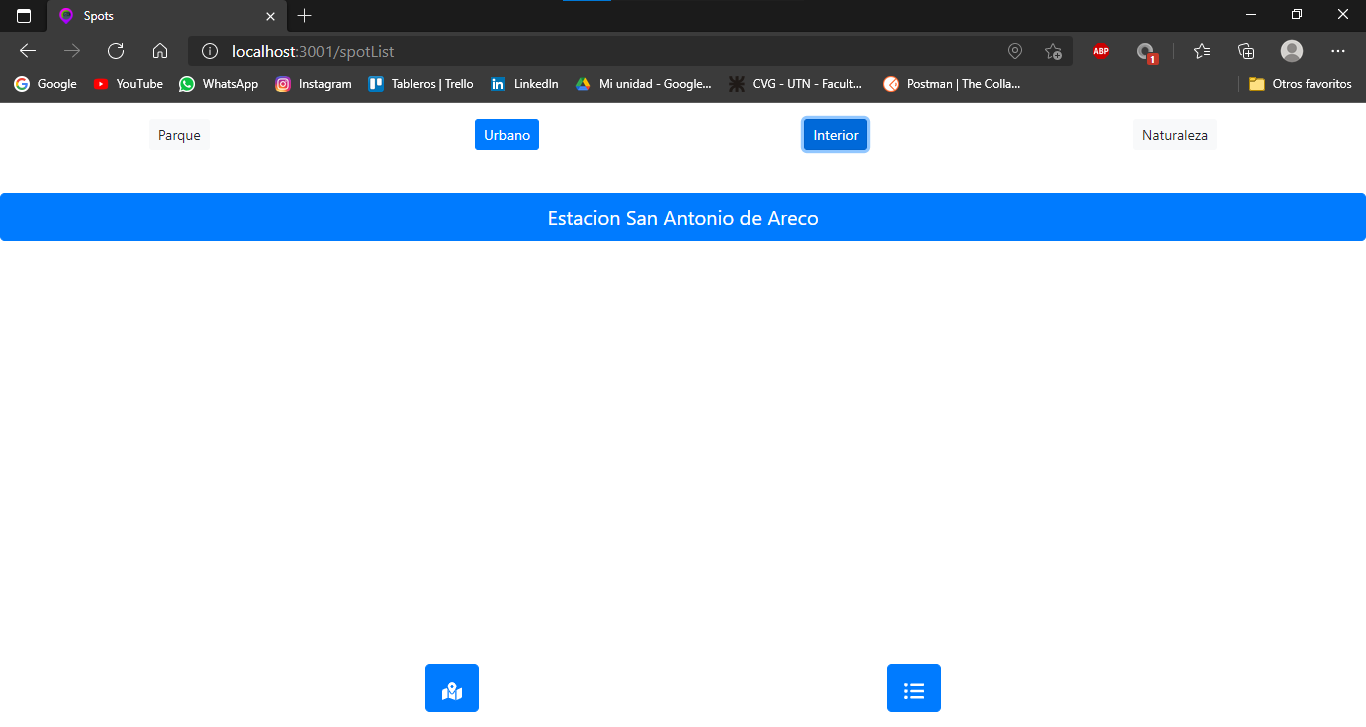 Spots
localhost:3001/spotList
ABP
1
Google YouTube WhatsApp Instagram Tableros | Trello LinkedIn Mi unidad - Google... CVG - UTN - Facult... Postman | The Colla... Otros favoritos
Parque Urbano Interior Naturaleza
Estacion San Antonio de Areco